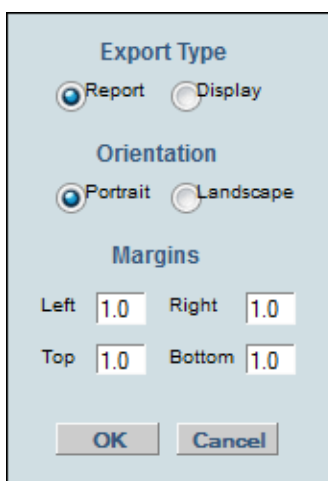 Export Type
Report Display
Orientation
Portrait Landscape
Margins
Left 1.0 Right 1.0
Top 1.0 Bottom 1.0
OK Cancel